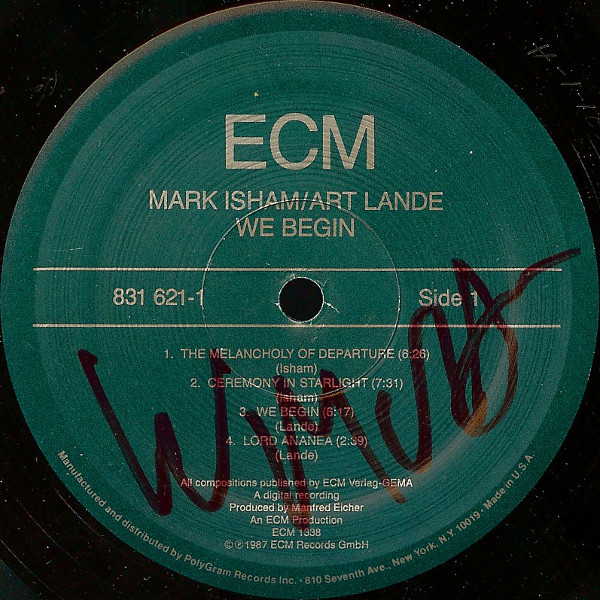 ECM
MARK ISHAM/ART LANDE
WE BEGIN
831 621-1 Side 1
1. THE MELANCHOLY OF DEPARTURE (6:26)
(Isham)
2. CEREMONY IN STARLIGHT (7:31)
(Isham)
3. WE BEGIN (6:17)
(Lande)
4. LORD ANANEA (2:39)
(Lande)
All compositions published by ECM Verlag-GEMA
A digital recording
Produced by Manfred Eicher
An ECM Production
ECM 1338
©℗1987 ECM Records GmbH
Manufactured and distributed by PolyGram Records Inc. · 810 Seventh Ave., New York, N.Y. 10019 · Made in U.S.A.